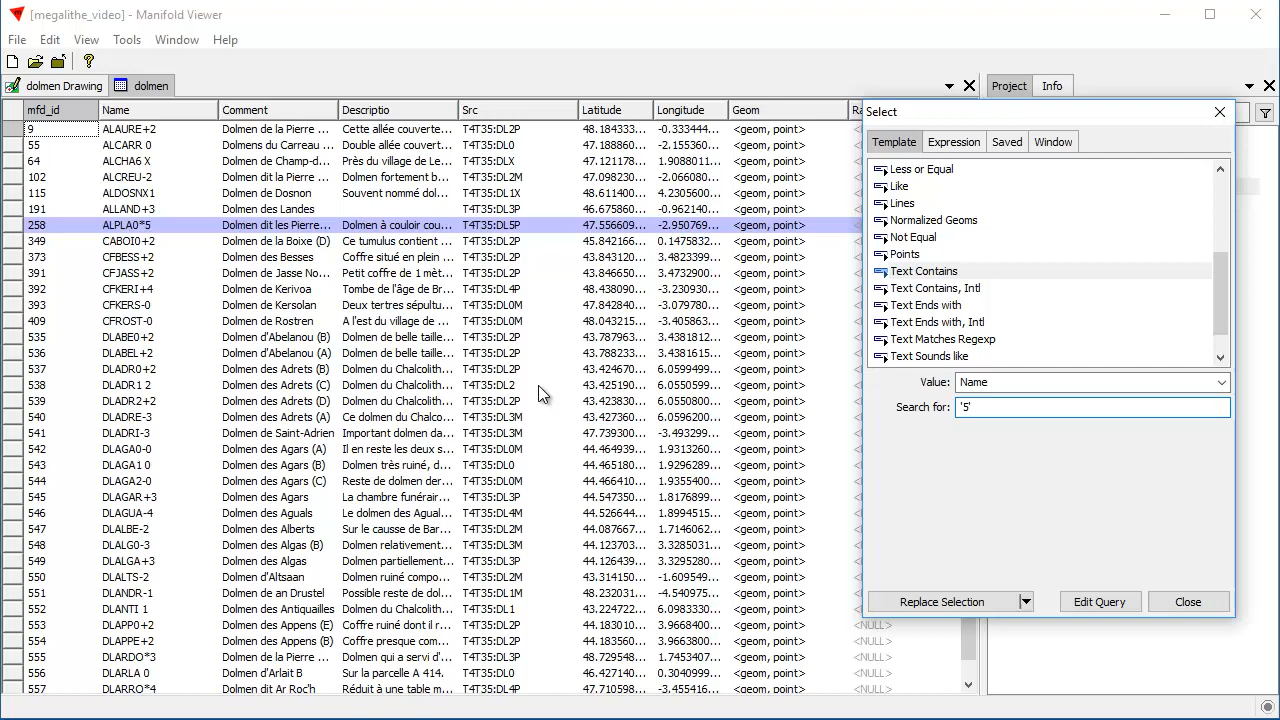 [megalithe_video] - Manifold Viewer
File Edit View Tools Window Help
dolmen Drawing dolmen Project Info
mfd_id Name Comment Descriptio Src Latitude Longitude Geom
9 ALAURE+2 Dolmen de la Pierre ... Cette allée couverte... T4T35:DL2P 48.184333... -0.333444... <geom, point>
55 ALCARR 0 Dolmens du Carreau ... Double allée couvert... T4T35:DL0 47.188860... -2.155360... <geom, point>
64 ALCHA6 X Dolmen de Champ-d... Près du village de Le... T4T35:DLX 47.121178... 1.9088011... <geom, point>
102 ALCREU-2 Dolmen dit la Pierre ... Dolmen fortement b... T4T35:DL2M 47.098230... -2.066080... <geom, point>
115 ALDOSNX1 Dolmen de Dosnon Souvent nommé dol... T4T35:DL1X 48.611400... 4.2305600... <geom, point>
191 ALLAND+3 Dolmen des Landes T4T35:DL3P 46.675860... -0.962140... <geom, point>
258 ALPLA0*5 Dolmen dit les Pierre... Dolmen à couloir cou... T4T35:DL5P 47.556609... -2.950769... <geom, point>
349 CABOI0+2 Dolmen de la Boixe (D) Ce tumulus contient ... T4T35:DL2P 45.842166... 0.1475832... <geom, point>
373 CFBESS+2 Dolmen des Besses Coffre situé en plein ... T4T35:DL2P 43.843120... 3.4823399... <geom, point>
391 CFJASS+2 Dolmen de Jasse No... Petit coffre de 1 mèt... T4T35:DL2P 43.846650... 3.4732900... <geom, point>
392 CFKERI+4 Dolmen de Kerivoa Tombe de l'âge de Br... T4T35:DL4P 48.438090... -3.230930... <geom, point>
393 CFKERS-0 Dolmen de Kersolan Deux tertres sépultu... T4T35:DL0M 47.842840... -3.079780... <geom, point>
409 CFROST-0 Dolmen de Rostren A l'est du village de ... T4T35:DL0M 48.043215... -3.405863... <geom, point>
535 DLABE0+2 Dolmen d'Abelanou (B) Dolmen de belle taille... T4T35:DL2P 43.787963... 3.4381812... <geom, point>
536 DLABEL+2 Dolmen d'Abelanou (A) Dolmen de belle taille... T4T35:DL2P 43.788233... 3.4381615... <geom, point>
537 DLADR0+2 Dolmen des Adrets (B) Dolmen du Chalcolith... T4T35:DL2P 43.424670... 6.0599496... <geom, point>
538 DLADR1 2 Dolmen des Adrets (C) Dolmen du Chalcolith... T4T35:DL2 43.425190... 6.0550599... <geom, point>
539 DLADR2+2 Dolmen des Adrets (D) Dolmen du Chalcolith... T4T35:DL2P 43.423863... 6.0550800... <geom, point>
540 DLADRE-3 Dolmen des Adrets (A) Ce dolmen du Chalco... T4T35:DL3M 43.427360... 6.0596200... <geom, point>
541 DLADRI-3 Dolmen de Saint-Adrien Important dolmen da... T4T35:DL3M 47.739300... -3.493299... <geom, point>
542 DLAGA0-0 Dolmen des Agars (A) Il en reste les deux s... T4T35:DL0M 44.464939... 1.9313260... <geom, point>
543 DLAGA1 0 Dolmen des Agars (B) Dolmen très ruiné, d... T4T35:DL0 44.465180... 1.9296289... <geom, point>
544 DLAGA2-0 Dolmen des Agars (C) Reste de dolmen der... T4T35:DL0M 44.466410... 1.9355400... <geom, point>
545 DLAGAR+3 Dolmen des Agars La chambre funérair... T4T35:DL3P 44.547350... 1.8176899... <geom, point>
546 DLAGUA-4 Dolmen des Aguals Le dolmen des Agual... T4T35:DL4M 44.526634... 1.8994515... <geom, point>
547 DLALBE-2 Dolmen des Alberts Sur le causse de Bar... T4T35:DL2M 44.087667... 1.7146062... <geom, point>
548 DLALG0-3 Dolmen des Algas (B) Dolmen relativement... T4T35:DL3M 44.123703... 3.3285031... <geom, point>
549 DLALGA+3 Dolmen des Algas Dolmen partiellement... T4T35:DL3P 44.126439... 3.3295280... <geom, point>
550 DLALTS-2 Dolmen d'Altsaan Dolmen ruiné compo... T4T35:DL2M 43.314150... -1.609549... <geom, point>
551 DLANDR-1 Dolmen de an Drustel Possible reste de dol... T4T35:DL1M 48.232031... -4.540975... <geom, point>
552 DLANTI 1 Dolmen des Antiquailles Dolmen du Chalcolith... T4T35:DL1 43.224722... 6.0983330... <geom, point>
553 DLAPP0+2 Dolmen des Appens (E) Coffre ruiné dont il r... T4T35:DL2P 44.183010... 3.9668400... <geom, point> <NULL>
554 DLAPPE+2 Dolmen des Appens (B) Coffre presque com... T4T35:DL2P 44.183560... 3.9663800... <geom, point> <NULL>
555 DLARDO*3 Dolmen de la Pierre ... Dolmen qui a servi d'... T4T35:DL3P 48.729548... 1.7453407... <geom, point> <NULL>
556 DLARLA 0 Dolmen d'Arlait B Sur la parcelle A 414. T4T35:DL0 46.427140... 0.3040999... <geom, point> <NULL>
557 DLARRO*4 Dolmen dit Ar Roc'h Réduit à une table m... T4T35:DL4P 47.710598... -3.455416... <geom, point> <NULL>
Select
Template Expression Saved Window
Less or Equal
Like
Lines
Normalized Geoms
Not Equal
Points
Text Contains
Text Contains, Intl
Text Ends with
Text Ends with, Intl
Text Matches Regexp
Text Sounds like
Value: Name
Search for: '5'
Replace Selection Edit Query Close